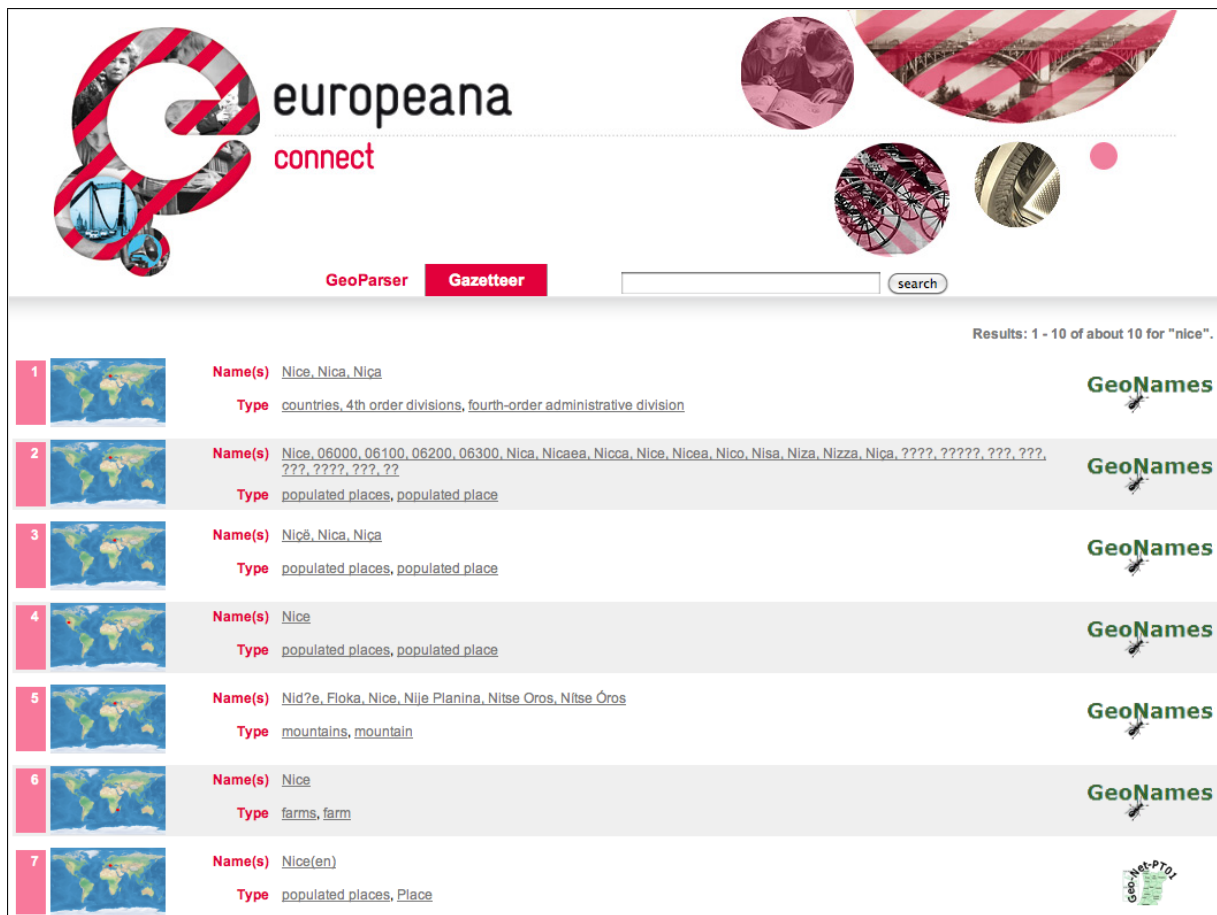 europeana
connect
GeoParser
Gazetteer
search
Results: 1 - 10 of about 10 for "nice".
1
Name(s) Nice, Nica, Niça
Type countries, 4th order divisions, fourth-order administrative division
GeoNames
2
Name(s) Nice, 06000, 06100, 06200, 06300, Nica, Nicaea, Nicca, Nice, Nicea, Nico, Nisa, Niza, Nizza, Niça, ????, ?????, ???, ???,
???, ????, ???, ??
Type populated places, populated place
GeoNames
3
Name(s) Niçë, Nica, Niça
Type populated places, populated place
GeoNames
4
Name(s) Nice
Type populated places, populated place
GeoNames
5
Name(s) Nid?e, Floka, Nice, Nije Planina, Nitse Oros, Nítse Óros
Type mountains, mountain
GeoNames
6
Name(s) Nice
Type farms, farm
GeoNames
7
Name(s) Nice(en)
Type populated places, Place
Geo-Net-PT01